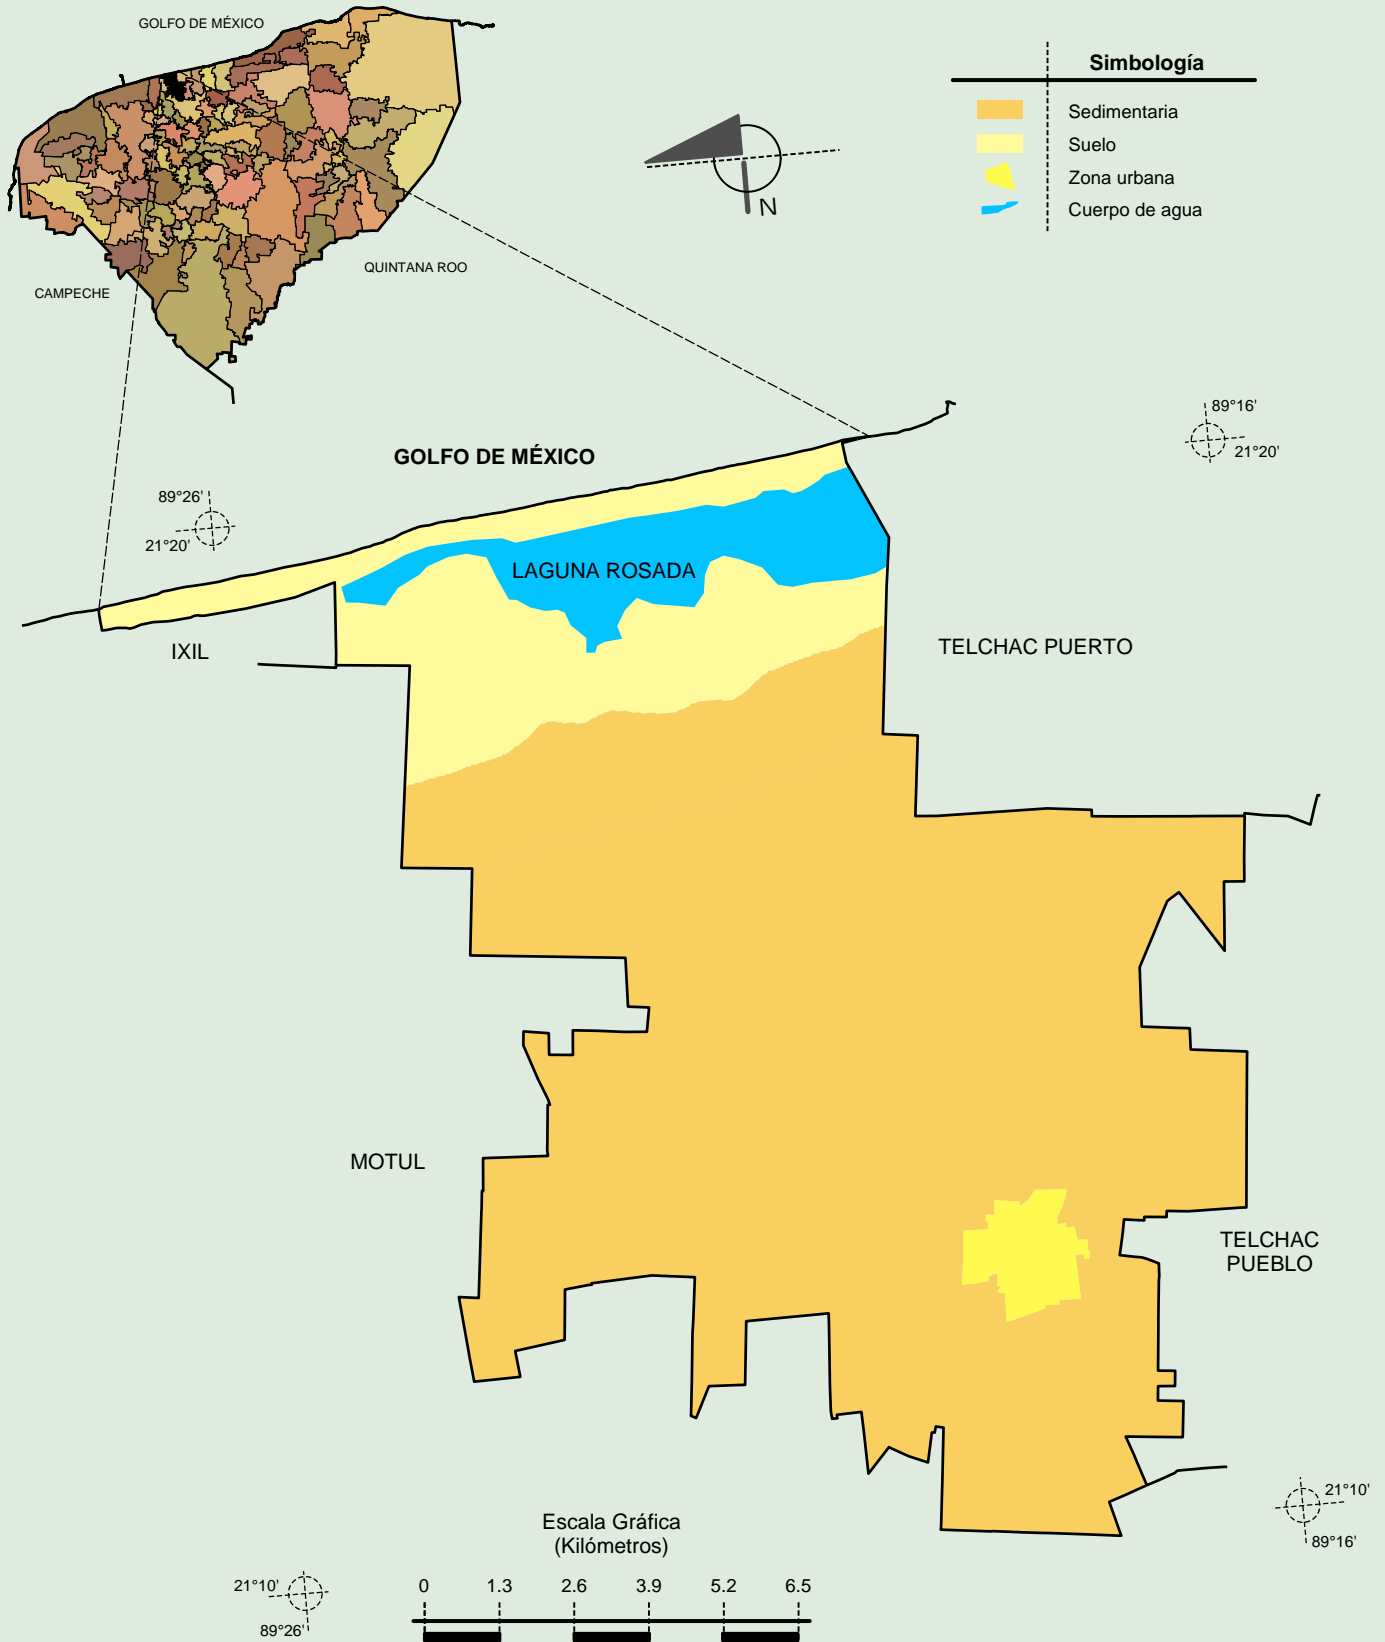 GOLFO DE MÉXICO
QUINTANA ROO
CAMPECHE
N
Simbología
Sedimentaria
Suelo
Zona urbana
Cuerpo de agua
89°16'
21°20'
GOLFO DE MÉXICO
89°26'
21°20'
LAGUNA ROSADA
IXIL
TELCHAC PUERTO
MOTUL
TELCHAC
PUEBLO
21°10'
89°16'
Escala Gráfica
(Kilómetros)
0 1.3 2.6 3.9 5.2 6.5
21°10'
89°26'